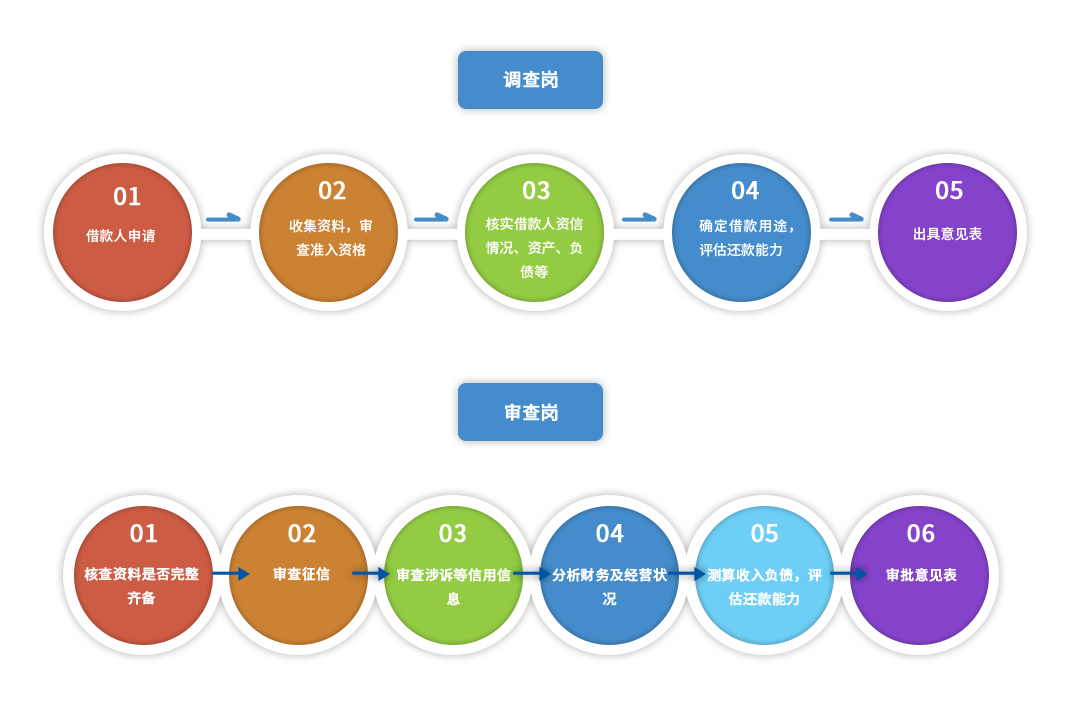 调查岗
01
借款人申请
02
收集资料，审
查准入资格
03
核实借款人资信
情况、资产、负
债等
04
确定借款用途，
评估还款能力
05
出具意见表
审查岗
01
核查资料是否完整
齐备
02
审查征信
03
审查涉诉等信用信
息
04
分析财务及经营状
况
05
测算收入负债，评
估还款能力
06
审批意见表